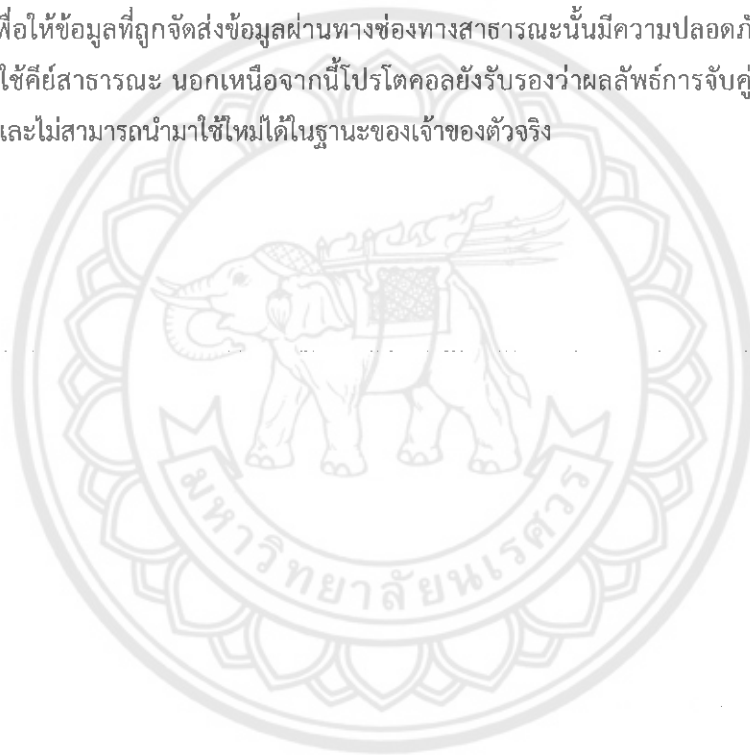 พื่อให้ข้อมูลที่ถูกจัดส่งข้อมูลผ่านทางช่องทางสาธารณะนั้นมีความปลอดภั
ใช้คีย์สาธารณะ นอกเหนือจากนี้โปรโตคอลยังรับรองว่าผลลัพธ์การจับคู่
และไม่สามารถนำมาใช้ใหม่ได้ในฐานะของเจ้าของตัวจริง
มหาวิทยาลัยนเรศวร